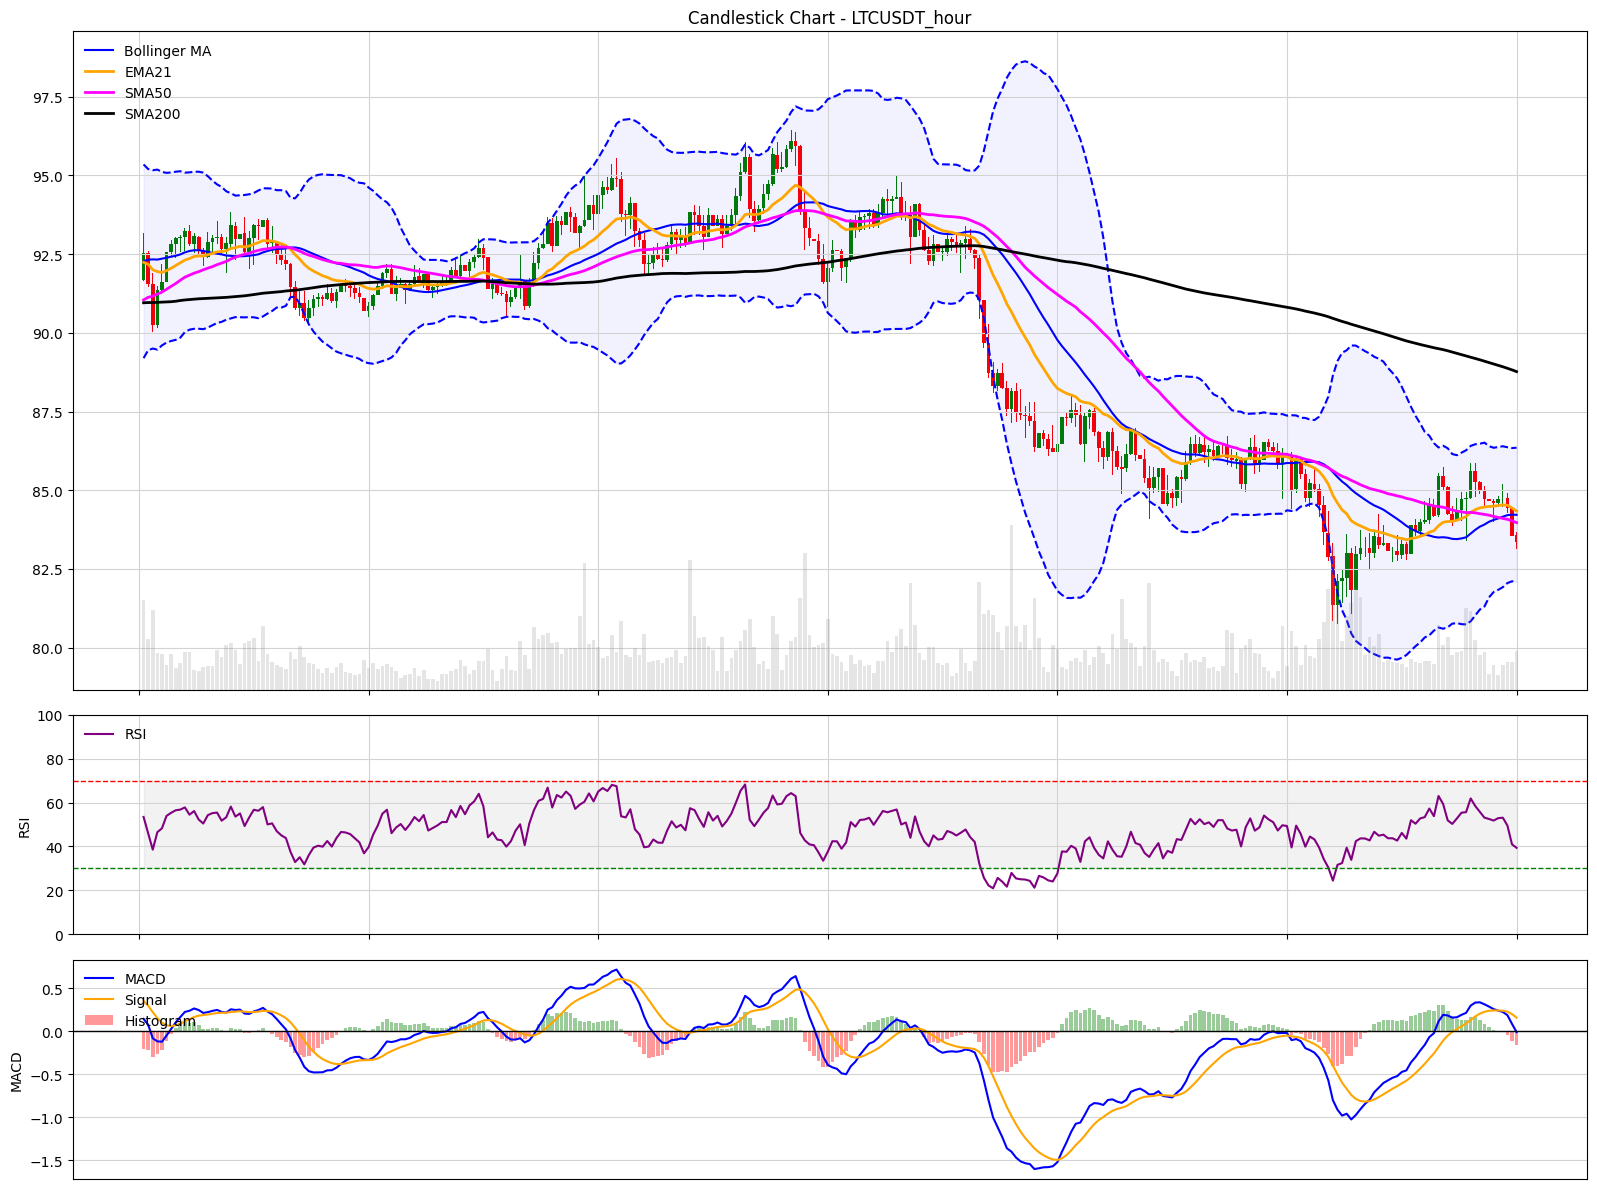 Candlestick Chart - LTCUSDT_hour
Bollinger MA
EMA21
SMA50
SMA200
97.5
95.0
92.5
90.0
87.5
85.0
82.5
80.0
RSI
100
80
60
40
20
0
RSI
MACD
Signal
Histogram
0.5
0.0
−0.5
−1.0
−1.5
MACD